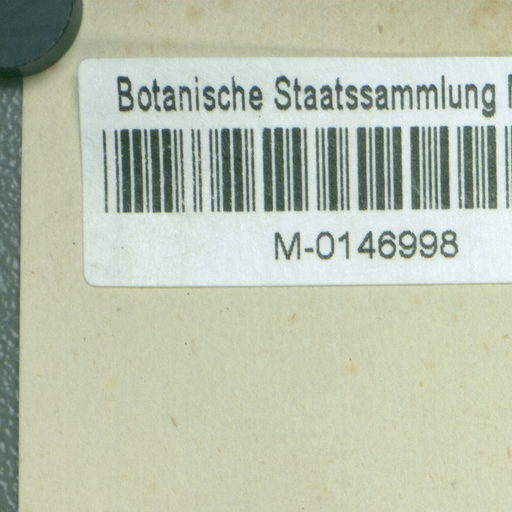 Botanische Staatssammlung
M-0146998